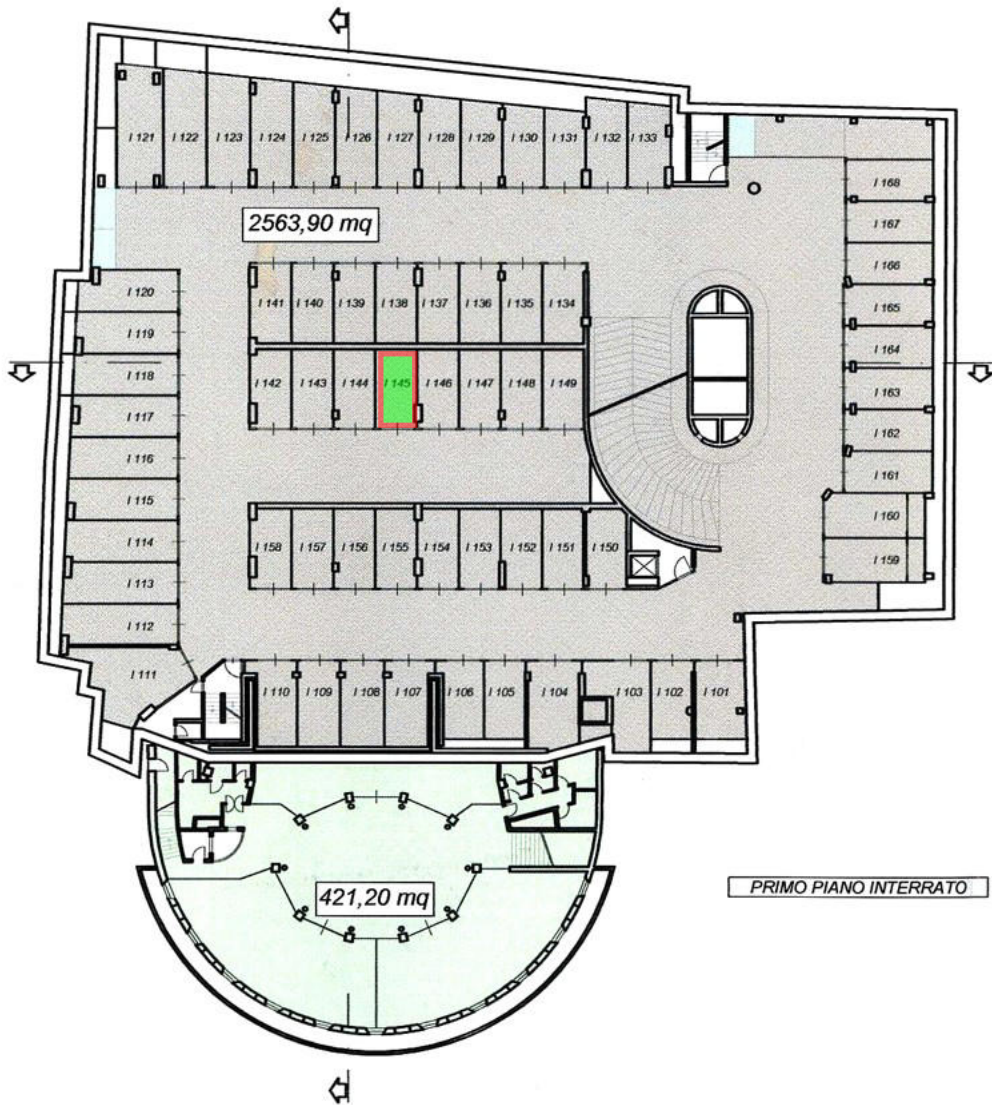 I 121 I 122 I 123 I 124 I 125 I 126 I 127 I 128 I 129 I 130 I 131 I 132 I 133
I 168
I 167
2563,90 mq
I 166
I 120
I 141 I 140 I 139 I 138 I 137 I 136 I 135 I 134
I 165
I 119
I 164
I 118
I 142 I 143 I 144 I 145 I 146 I 147 I 148 I 149
I 163
I 117
I 162
I 116
I 161
I 115
I 160
I 114
I 158 I 157 I 156 I 155 I 154 I 153 I 152 I 151 I 150
I 159
I 113
I 112
I 111
I 110 I 109 I 108 I 107 I 106 I 105 I 104 I 103 I 102 I 101
PRIMO PIANO INTERRATO
421,20 mq